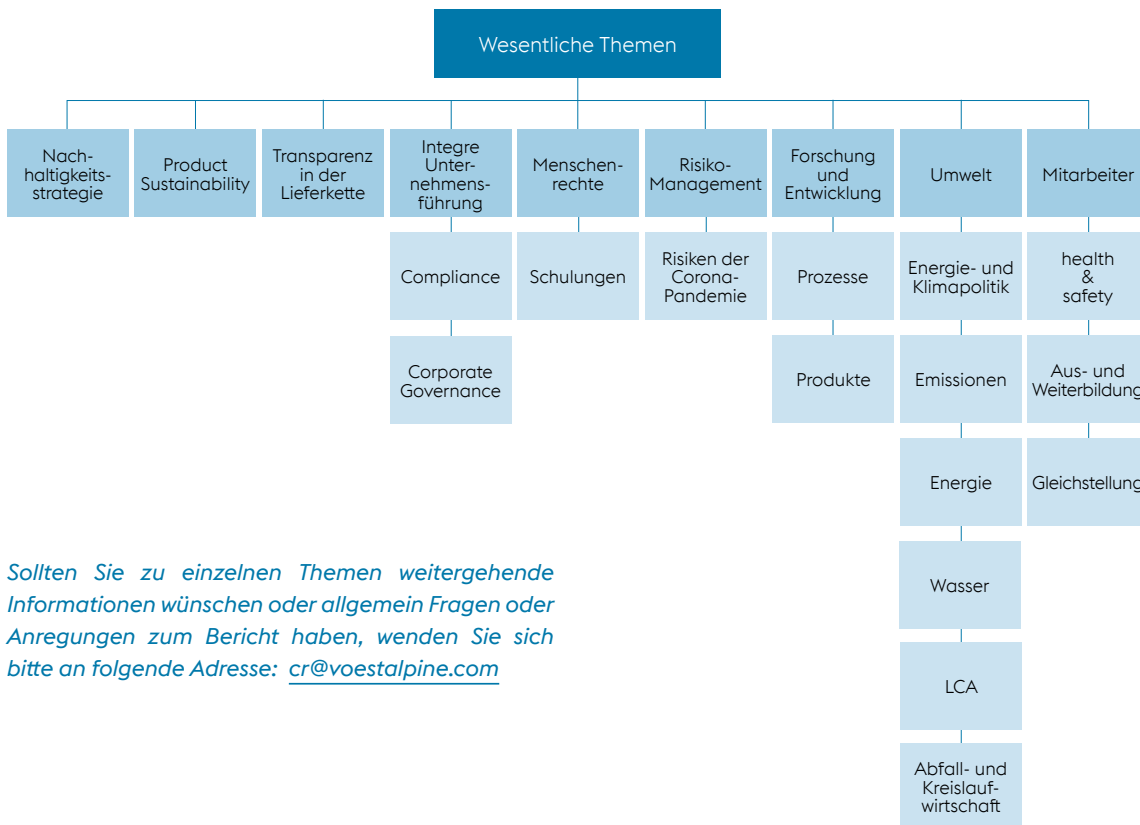 Wesentliche Themen
Nach-
haltigkeits-
strategie
Product
Sustainability
Transparenz
in der
Lieferkette
Integre
Unter-
nehmens-
führung
Menschen-
rechte
Risiko-
Management
Forschung
und
Entwicklung
Umwelt
Mitarbeiter
Compliance
Schulungen
Risiken der
Corona-
Pandemie
Prozesse
Energie- und
Klimapolitik
health
&
safety
Corporate
Governance
Produkte
Emissionen
Aus- und
Weiterbildung
Energie
Gleichstellung
Wasser
LCA
Abfall- und
Kreislauf-
wirtschaft
Sollten Sie zu einzelnen Themen weitergehende
Informationen wünschen oder allgemein Fragen oder
Anregungen zum Bericht haben, wenden Sie sich
bitte an folgende Adresse: cr@voestalpine.com